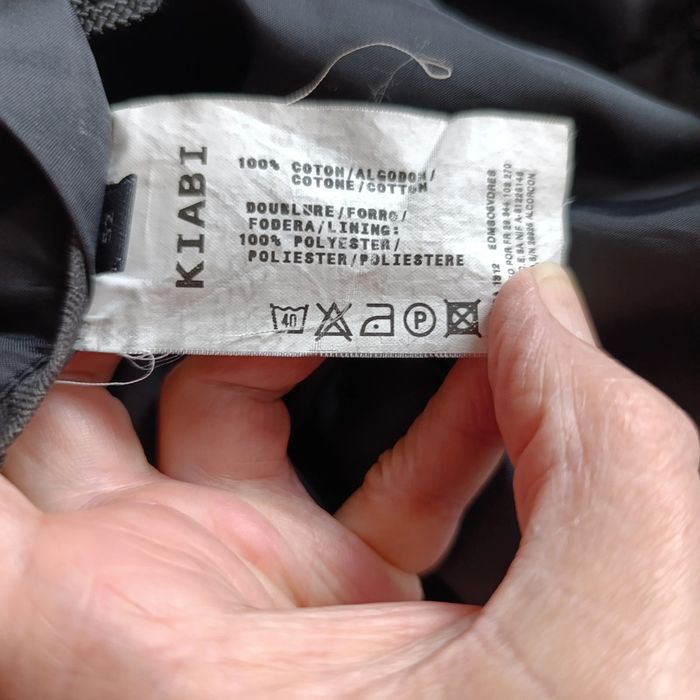 KIABI
100% COTON/ALGODON/
COTONE/COTTON
DOUBLURE/FORRO/
FODERA/LINING:
100% POLYESTER/
POLIESTER/POLIESTERE
40
P
52